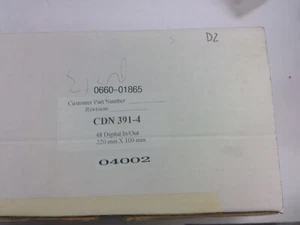 D2
0660-01865
Customer Part Number
Revision
CDN 391-4
48 Digital In/Out
220 mm X 100 mm
04002